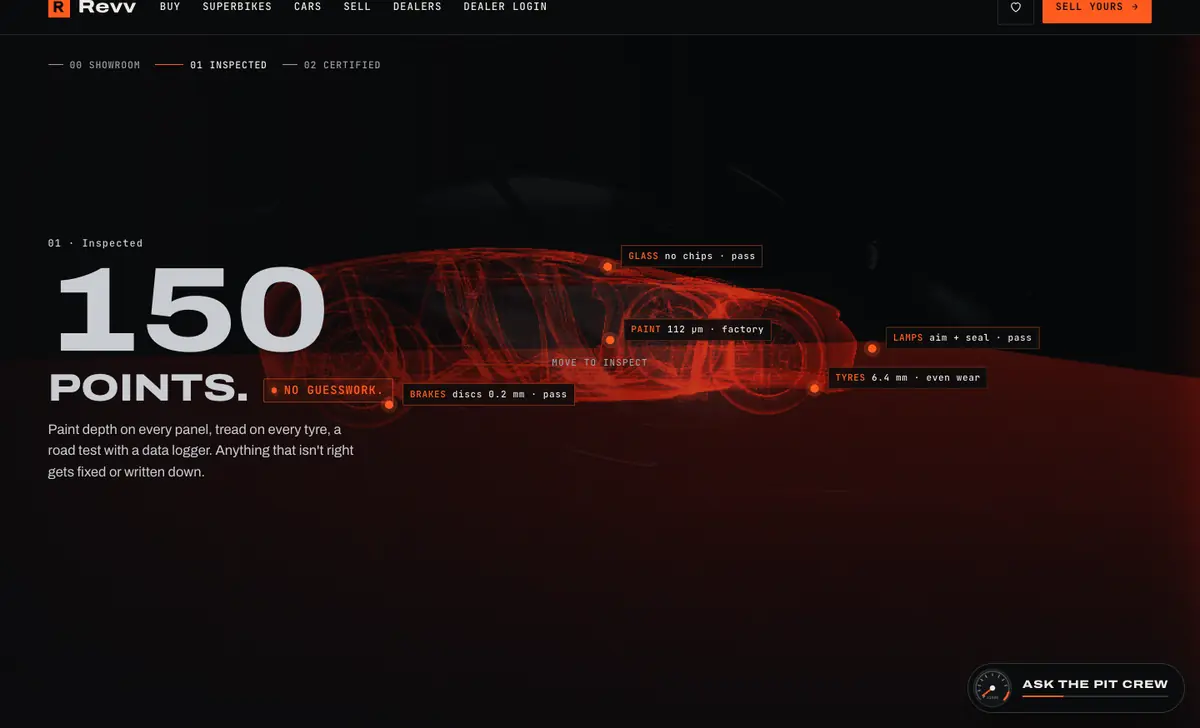 R Revv BUY SUPERBIKES CARS SELL DEALERS DEALER LOGIN SELL YOURS →
00 SHOWROOM 01 INSPECTED 02 CERTIFIED
01 · Inspected
150
POINTS. NO GUESSWORK.
Paint depth on every panel, tread on every tyre, a
road test with a data logger. Anything that isn't right
gets fixed or written down.
GLASS no chips · pass
PAINT 112 µm · factory
LAMPS aim + seal · pass
MOVE TO INSPECT
TYRES 6.4 mm · even wear
BRAKES discs 0.2 mm · pass
ASK THE PIT CREW